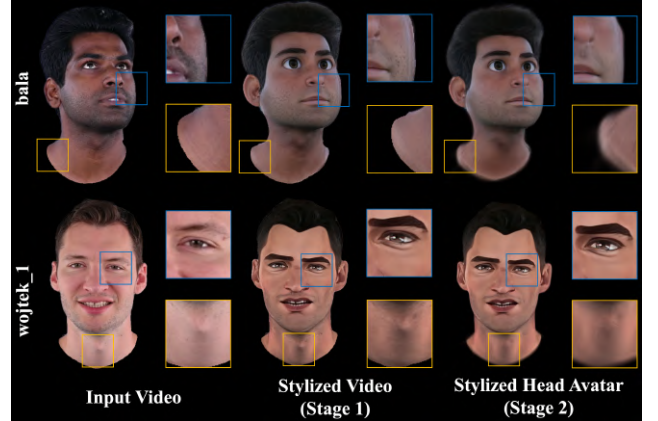 bala
wojtek_1
Input Video
Stylized Video
(Stage 1)
Stylized Head Avatar
(Stage 2)